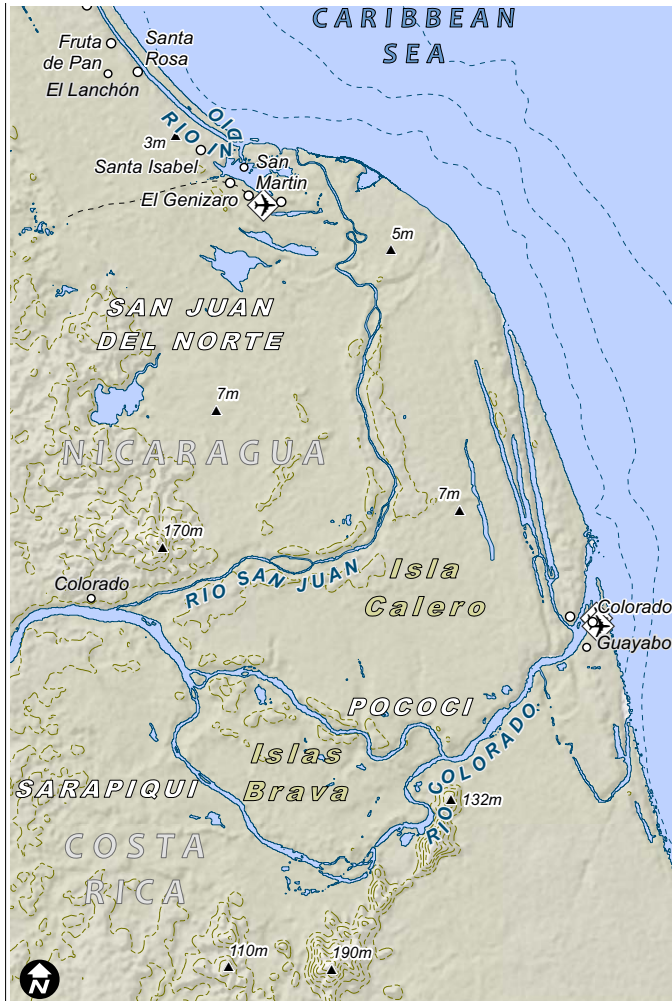 CARIBBEAN
SEA
Fruta
de Pan
Santa
Rosa
El Lanchón
RIO INDIO
3m
Santa Isabel
San
Martin
El Genizaro
5m
SAN JUAN
DEL NORTE
7m
NICARAGUA
7m
170m
Isla
Calero
RIO SAN JUAN
Colorado
Colorado
Guayabo
POCOCI
RIO COLORADO
Islas
Brava
SARAPIQUI
132m
COSTA
RICA
110m
190m
N